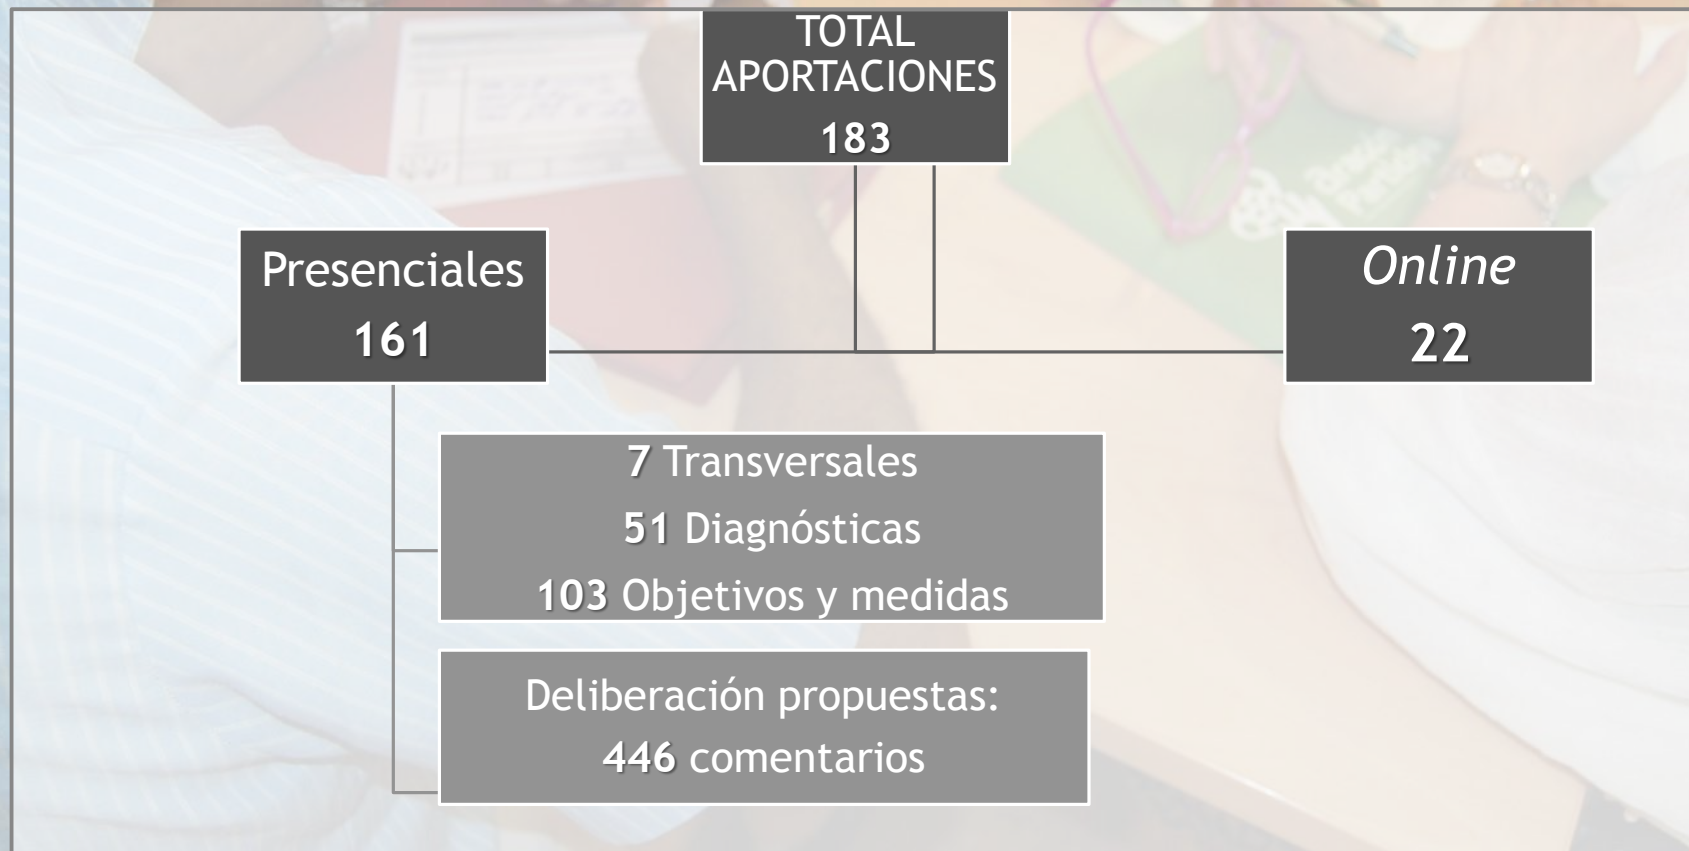 TOTAL
APORTACIONES
183
Presenciales
161
Online
22
7 Transversales
51 Diagnósticas
103 Objetivos y medidas
Deliberación propuestas:
446 comentarios